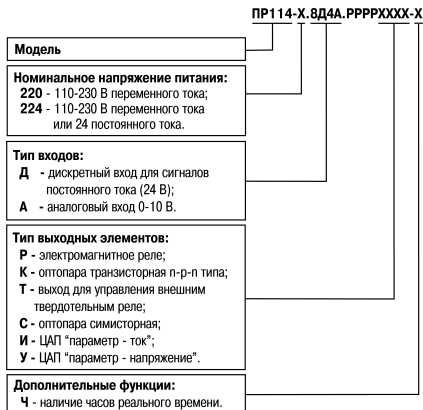 ПР114-Х.8Д4А.РРРРХХХХ-Х
Модель
Номинальное напряжение питания:
220 - 110-230 В переменного тока;
224 - 110-230 В переменного тока
или 24 постоянного тока.
Тип входов:
Д - дискретный вход для сигналов
постоянного тока (24 В);
А - аналоговый вход 0-10 В.
Тип выходных элементов:
Р - электромагнитное реле;
К - оптопара транзисторная n-p-n типа;
Т - выход для управления внешним
твердотельным реле;
С - оптопара симисторная;
И - ЦАП “параметр - ток”;
У - ЦАП “параметр - напряжение”.
Дополнительные функции:
Ч - наличие часов реального времени.